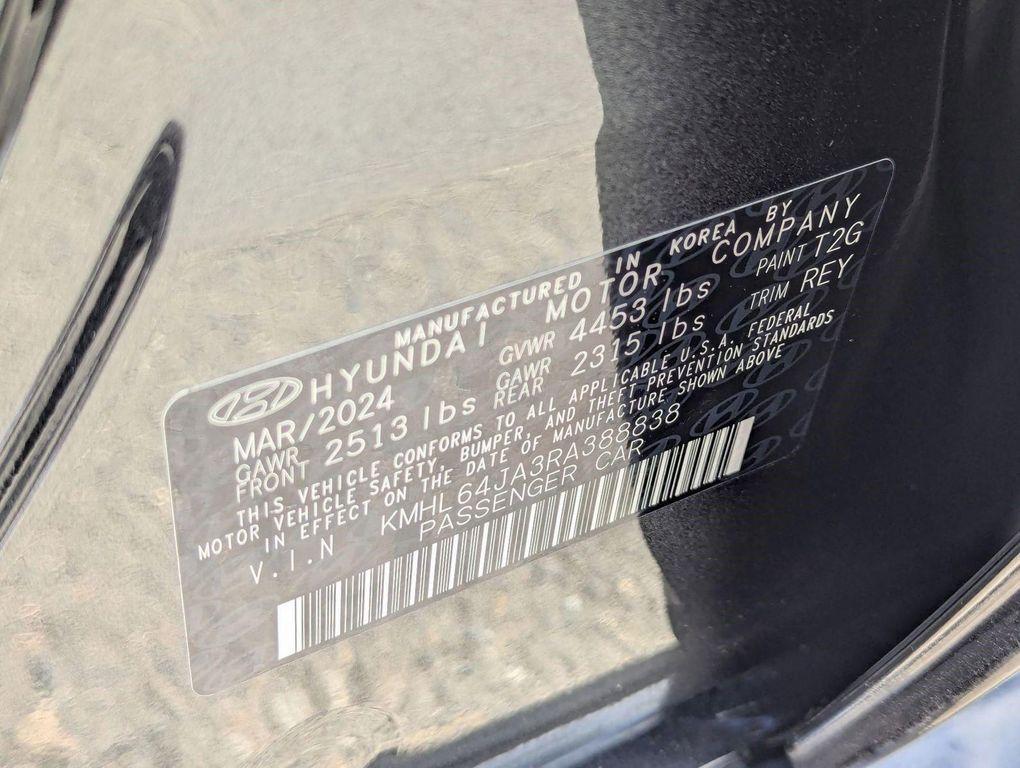 MANUFACTURED IN KOREA BY
HYUNDAI MOTOR COMPANY
MAR/2024 GVWR 4453 lbs PAINT T2G
GAWR FRONT 2513 lbs GAWR REAR 2315 lbs TRIM REY
THIS VEHICLE CONFORMS TO ALL APPLICABLE U.S.A. FEDERAL
MOTOR VEHICLE SAFETY, BUMPER, AND THEFT PREVENTION STANDARDS
IN EFFECT ON THE DATE OF MANUFACTURE SHOWN ABOVE
V.I.N KMHL64JA3RA388838
PASSENGER CAR